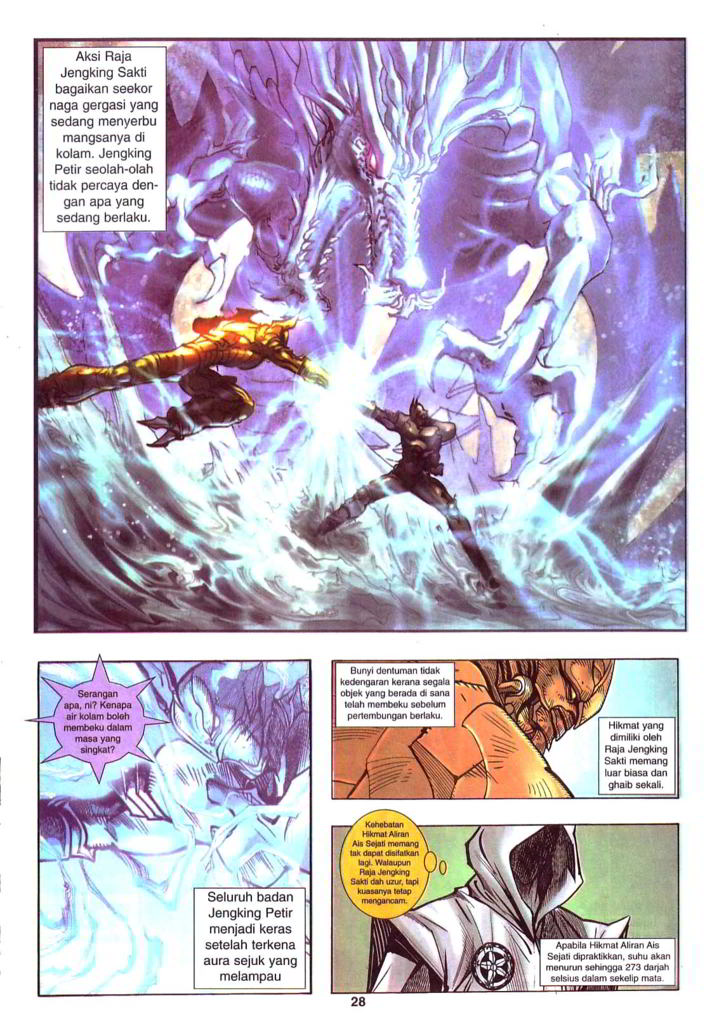 Aksi Raja
Jengking Sakti
bagaikan seekor
naga gergasi yang
sedang menyerbu
mangsanya di
kolam. Jengking
Petir seolah-olah
tidak percaya den-
gan apa yang
sedang berlaku.
Serangan
apa, ni? Kenapa
air kolam boleh
membeku dalam
masa yang
singkat?
Seluruh badan
Jengking Petir
menjadi keras
setelah terkena
aura sejuk yang
melampau
Bunyi dentuman tidak
kedengaran kerana segala
objek yang berada di sana
telah membeku sebelum
pertembungan berlaku.
Hikmat yang
dimiliki oleh
Raja Jengking
Sakti memang
luar biasa dan
ghaib sekali.
Kehebatan
Hikmat Aliran
Ais Sejati memang
tak dapat disifatkan
lagi. Walaupun
Raja Jengking
Sakti dah uzur, tapi
kuasanya tetap
mengancam.
Apabila Hikmat Aliran Ais
Sejati dipraktikkan, suhu akan
menurun sehingga 273 darjah
selsius dalam sekelip mata.
28